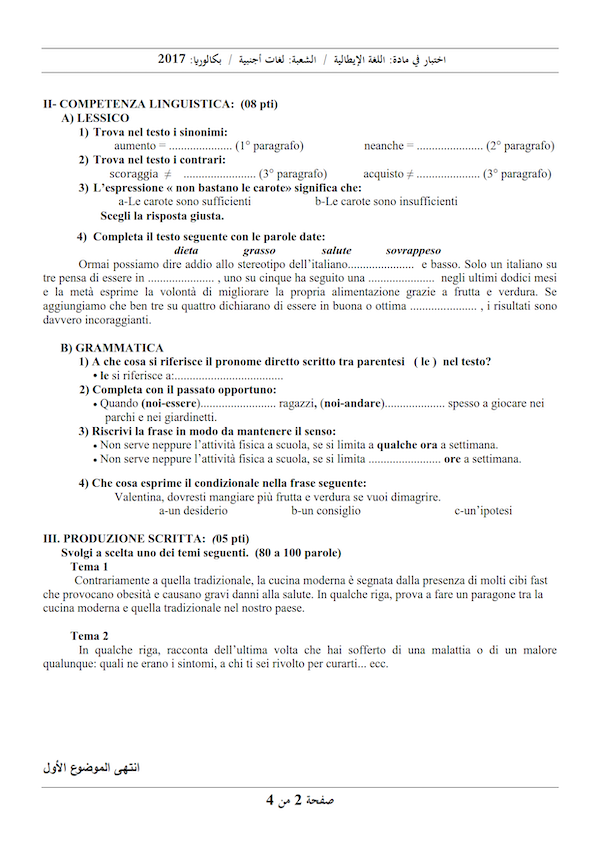 اختبار في مادة: اللغة الإيطالية / الشعبة: لغات أجنبية / بكالوريا: 2017
II- COMPETENZA LINGUISTICA: (08 pti)
A) LESSICO
1) Trova nel testo i sinonimi:
aumento = ..................... (1° paragrafo) neanche = ...................... (2° paragrafo)
2) Trova nel testo i contrari:
scoraggia ≠ ........................ (3° paragrafo) acquisto ≠ ..................... (3° paragrafo)
3) L'espressione « non bastano le carote» significa che:
a-Le carote sono sufficienti b-Le carote sono insufficienti
Scegli la risposta giusta.
4) Completa il testo seguente con le parole date:
dieta grasso salute sovrappeso
Ormai possiamo dire addio allo stereotipo dell'italiano...................... e basso. Solo un italiano su
tre pensa di essere in ...................... , uno su cinque ha seguito una ...................... negli ultimi dodici mesi
e la metà esprime la volontà di migliorare la propria alimentazione grazie a frutta e verdura. Se
aggiungiamo che ben tre su quattro dichiarano di essere in buona o ottima ...................... , i risultati sono
davvero incoraggianti.
B) GRAMMATICA
1) A che cosa si riferisce il pronome diretto scritto tra parentesi ( le ) nel testo?
• le si riferisce a:....................................
2) Completa con il passato opportuno:
• Quando (noi-essere)......................... ragazzi, (noi-andare).................... spesso a giocare nei
parchi e nei giardinetti.
3) Riscrivi la frase in modo da mantenere il senso:
• Non serve neppure l'attività fisica a scuola, se si limita a qualche ora a settimana.
• Non serve neppure l'attività fisica a scuola, se si limita ........................ ore a settimana.
4) Che cosa esprime il condizionale nella frase seguente:
Valentina, dovresti mangiare più frutta e verdura se vuoi dimagrire.
a-un desiderio b-un consiglio c-un'ipotesi
III. PRODUZIONE SCRITTA: (05 pti)
Svolgi a scelta uno dei temi seguenti. (80 a 100 parole)
Tema 1
Contrariamente a quella tradizionale, la cucina moderna è segnata dalla presenza di molti cibi fast
che provocano obesità e causano gravi danni alla salute. In qualche riga, prova a fare un paragone tra la
cucina moderna e quella tradizionale nel nostro paese.
Tema 2
In qualche riga, racconta dell'ultima volta che hai sofferto di una malattia o di un malore
qualunque: quali ne erano i sintomi, a chi ti sei rivolto per curarti... ecc.
انتهى الموضوع الأول
صفحة 2 من 4